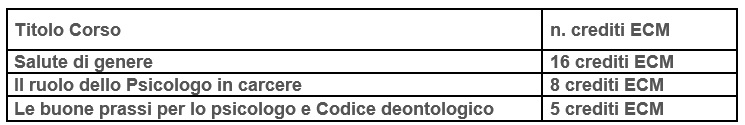 Titolo Corso n. crediti ECM
Salute di genere 16 crediti ECM
Il ruolo dello Psicologo in carcere 8 crediti ECM
Le buone prassi per lo psicologo e Codice deontologico 5 crediti ECM